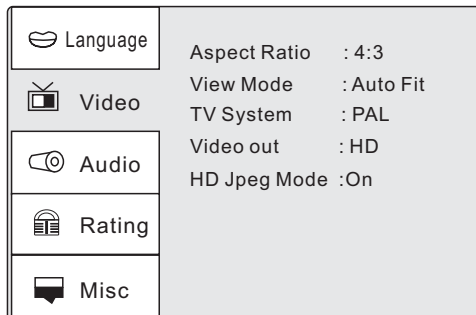 Language
Video
Audio
Rating
Misc
Aspect Ratio : 4:3
View Mode : Auto Fit
TV System : PAL
Video out : HD
HD Jpeg Mode :On